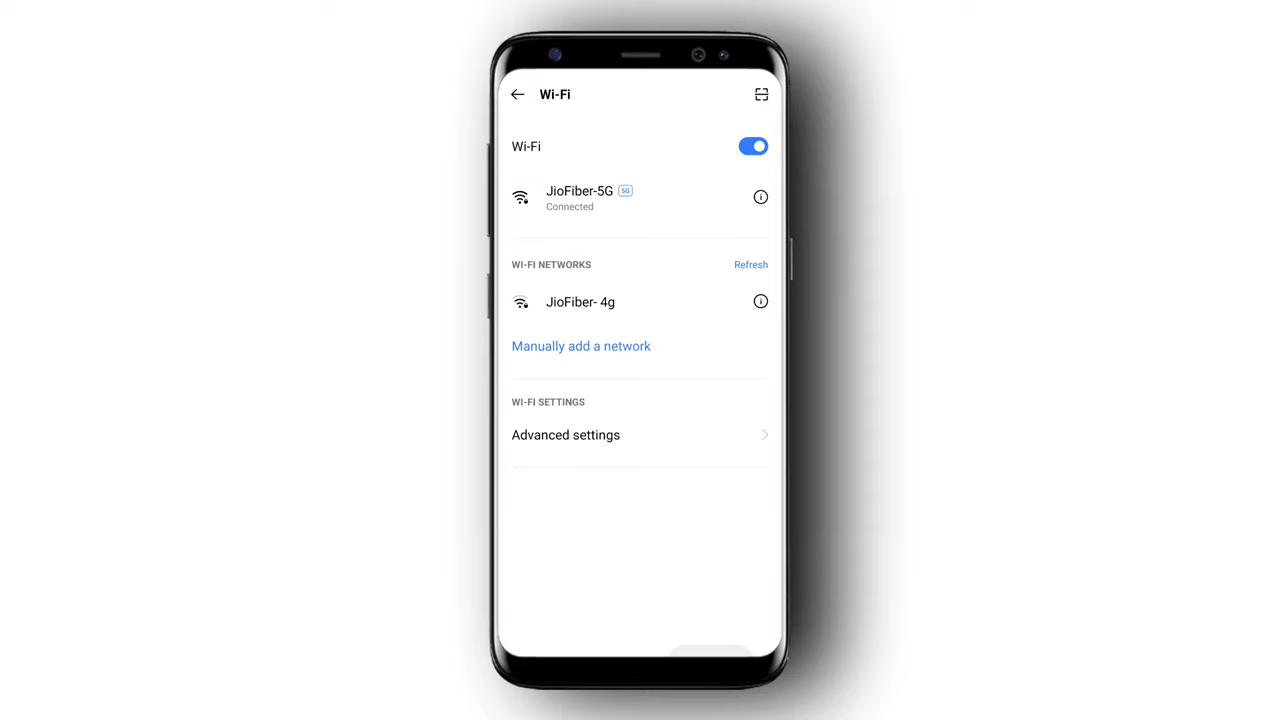 Wi-Fi
Wi-Fi
JioFiber-5G 5G
Connected
WI-FI NETWORKS Refresh
JioFiber- 4g
Manually add a network
WI-FI SETTINGS
Advanced settings